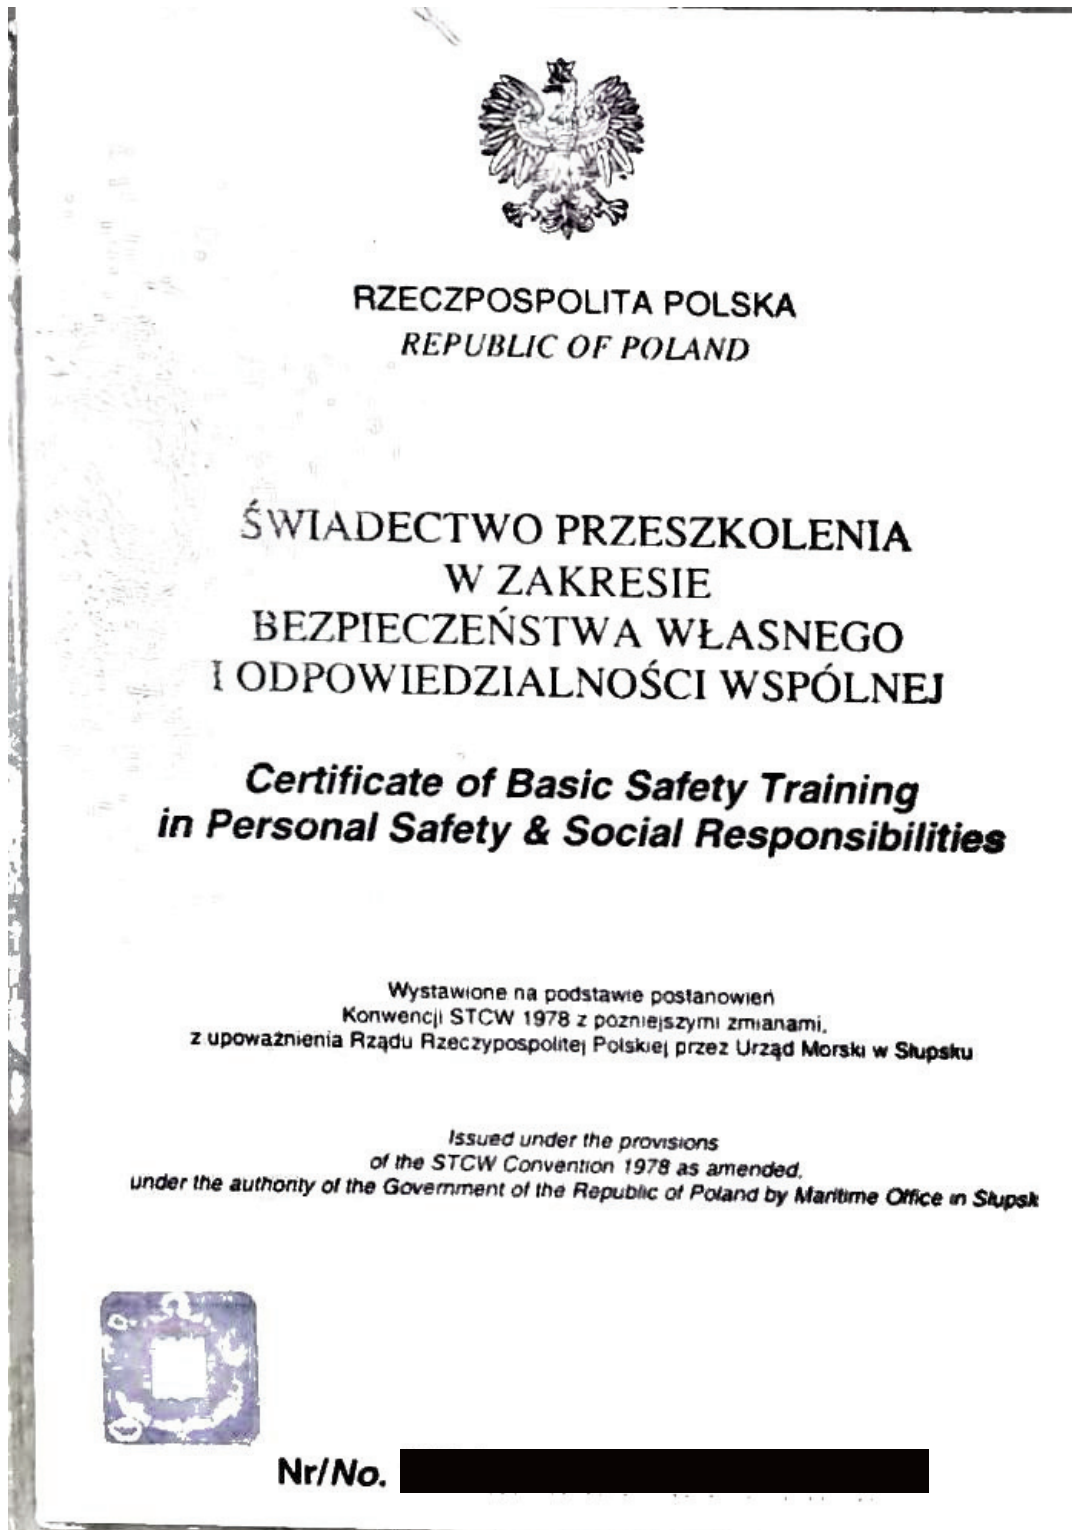 RZECZPOSPOLITA POLSKA
REPUBLIC OF POLAND
ŚWIADECTWO PRZESZKOLENIA
W ZAKRESIE
BEZPIECZEŃSTWA WŁASNEGO
I ODPOWIEDZIALNOŚCI WSPÓLNEJ
Certificate of Basic Safety Training
in Personal Safety & Social Responsibilities
Wystawione na podstawie postanowień
Konwencji STCW 1978 z pozniejszymi zmianami,
z upoważnienia Rządu Rzeczypospolitej Polskiej przez Urząd Morski w Słupsku
Issued under the provisions
of the STCW Convention 1978 as amended,
under the authority of the Government of the Republic of Poland by Maritime Office in Słupsk
Nr/No.